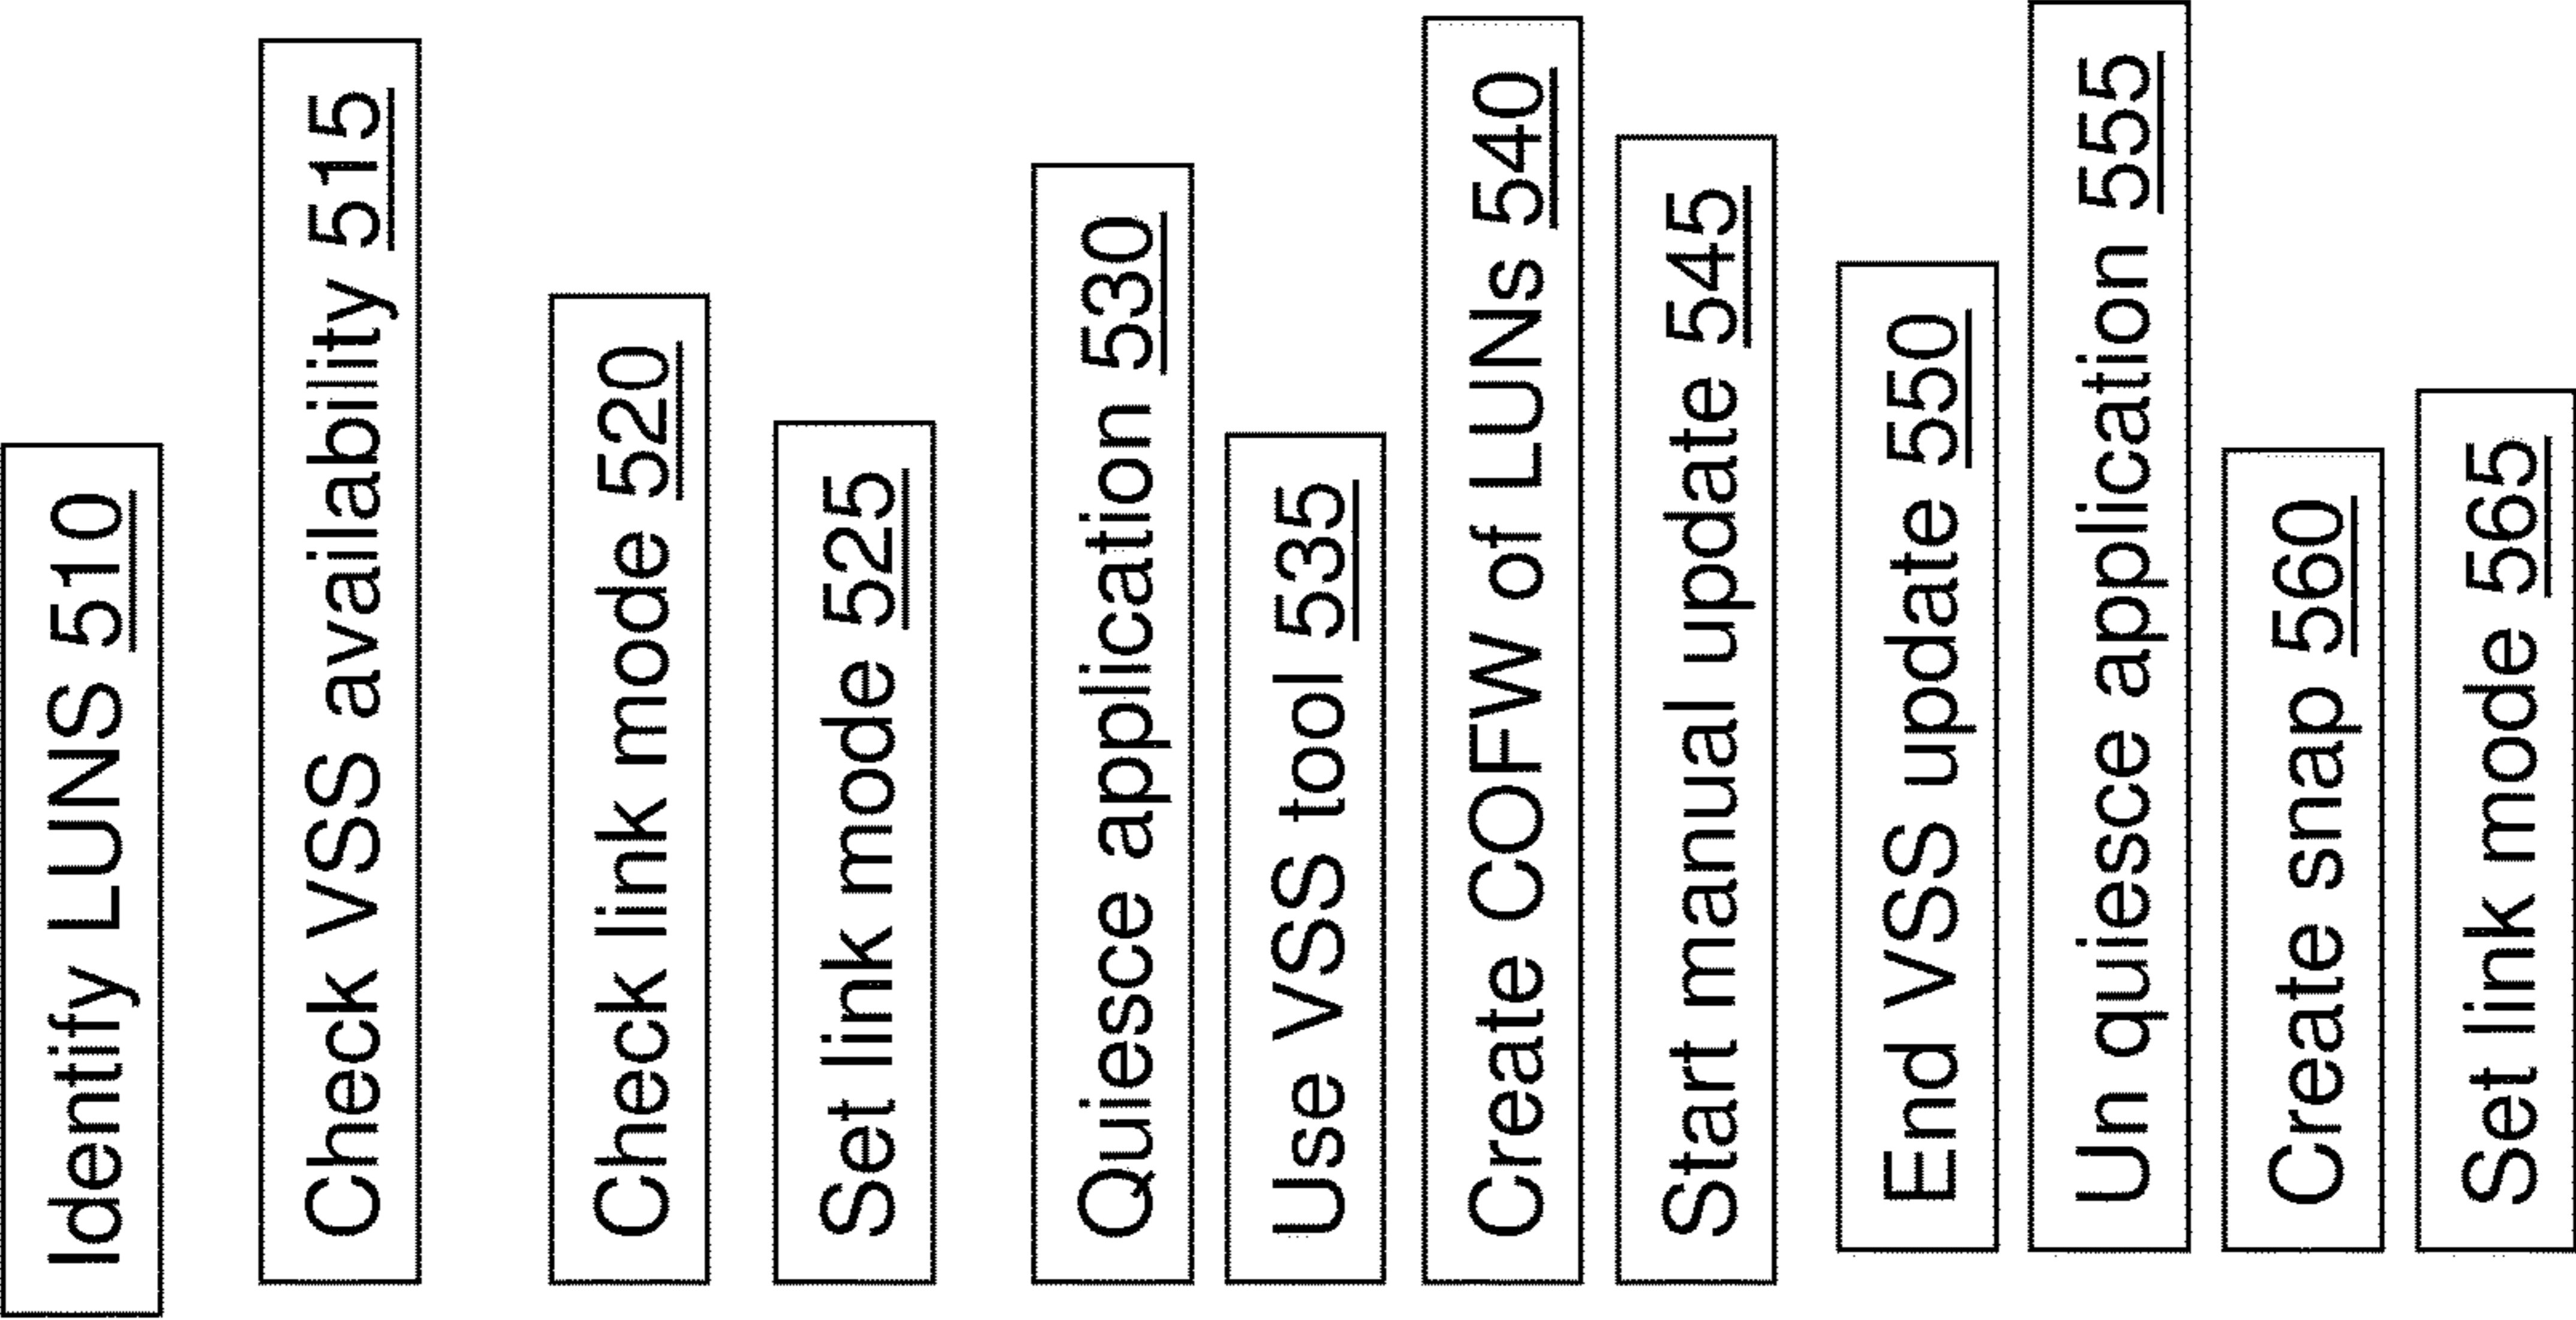 Identify LUNS 510
Check VSS availability 515
Check link mode 520
Set link mode 525
Quiesce application 530
Use VSS tool 535
Create COFW of LUNs 540
Start manual update 545
End VSS update 550
Un quiesce application 555
Create snap 560
Set link mode 565